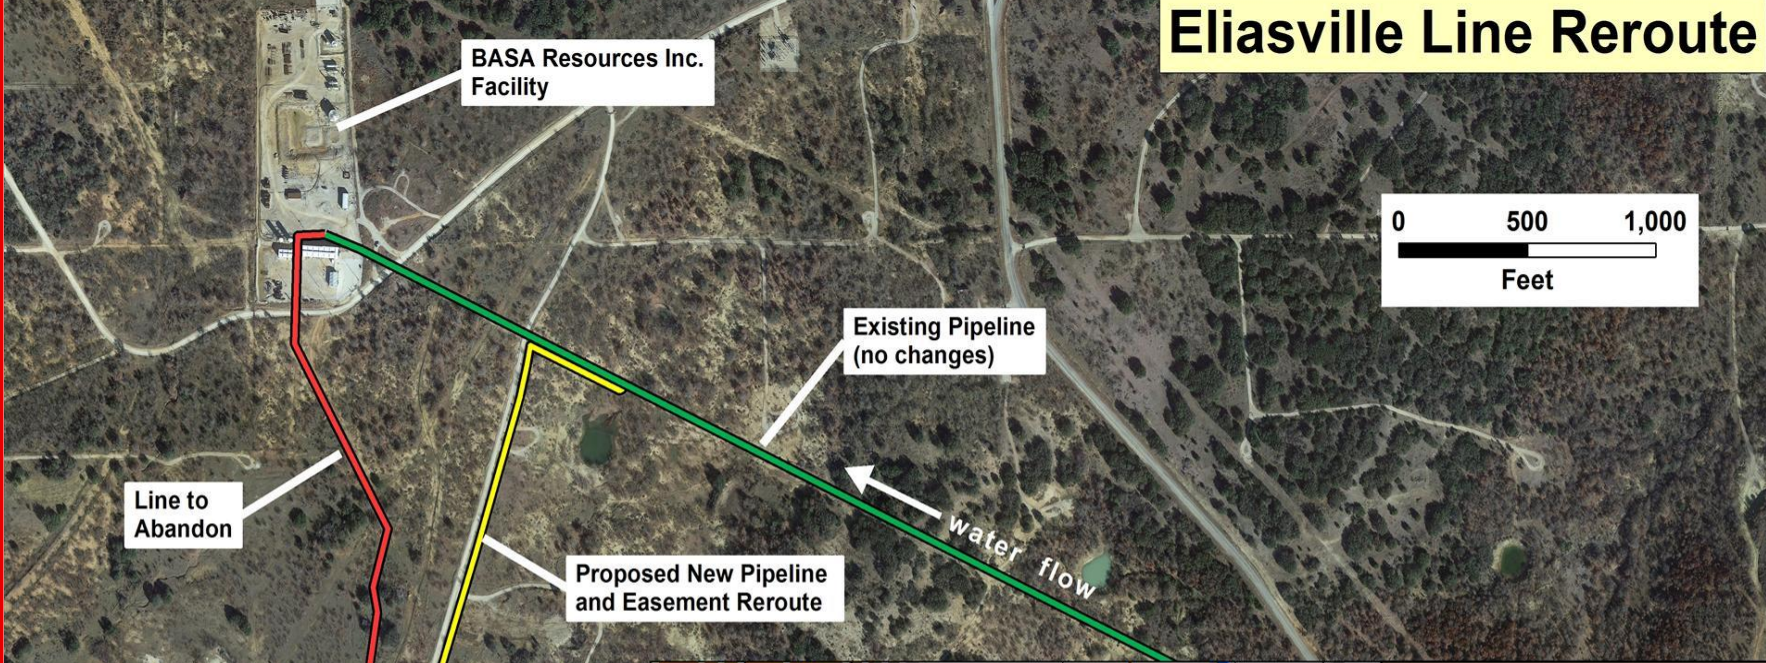 Eliasville Line Reroute
BASA Resources Inc.
Facility
0 500 1,000
Feet
Existing Pipeline
(no changes)
Line to
Abandon
water flow
Proposed New Pipeline
and Easement Reroute